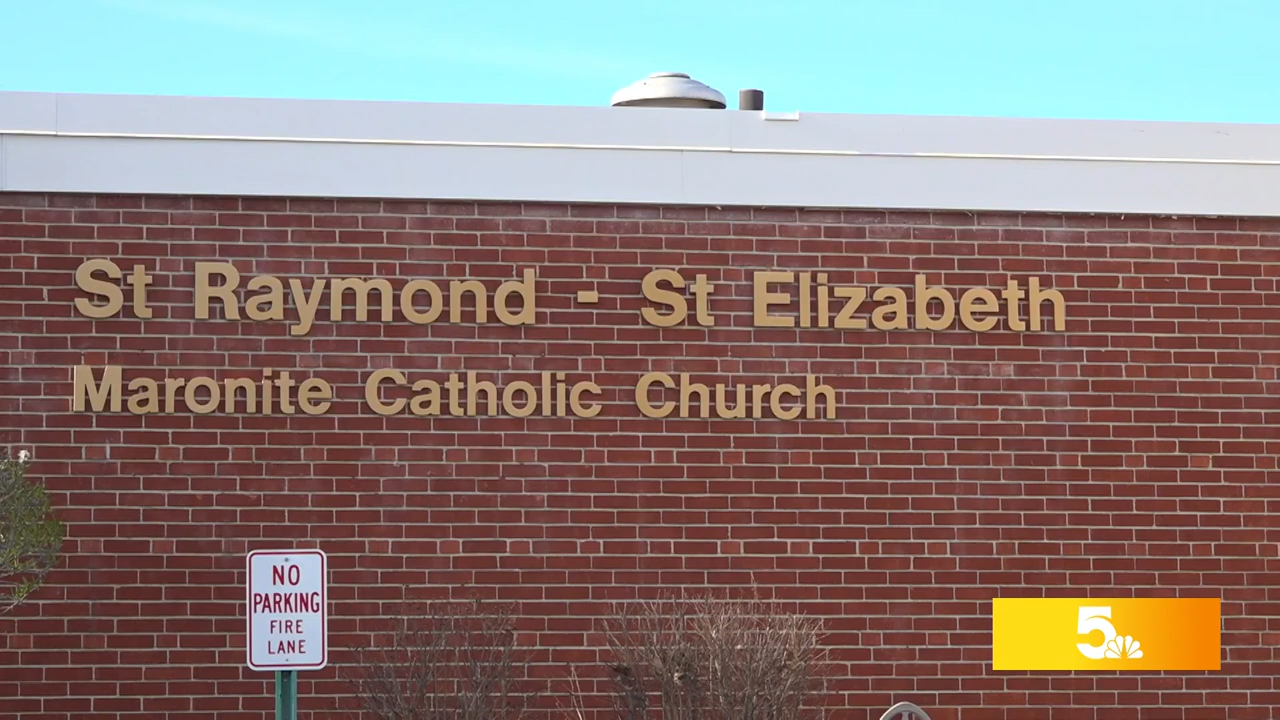 St Raymond - St Elizabeth
Maronite Catholic Church
NO
PARKING
FIRE
LANE
5